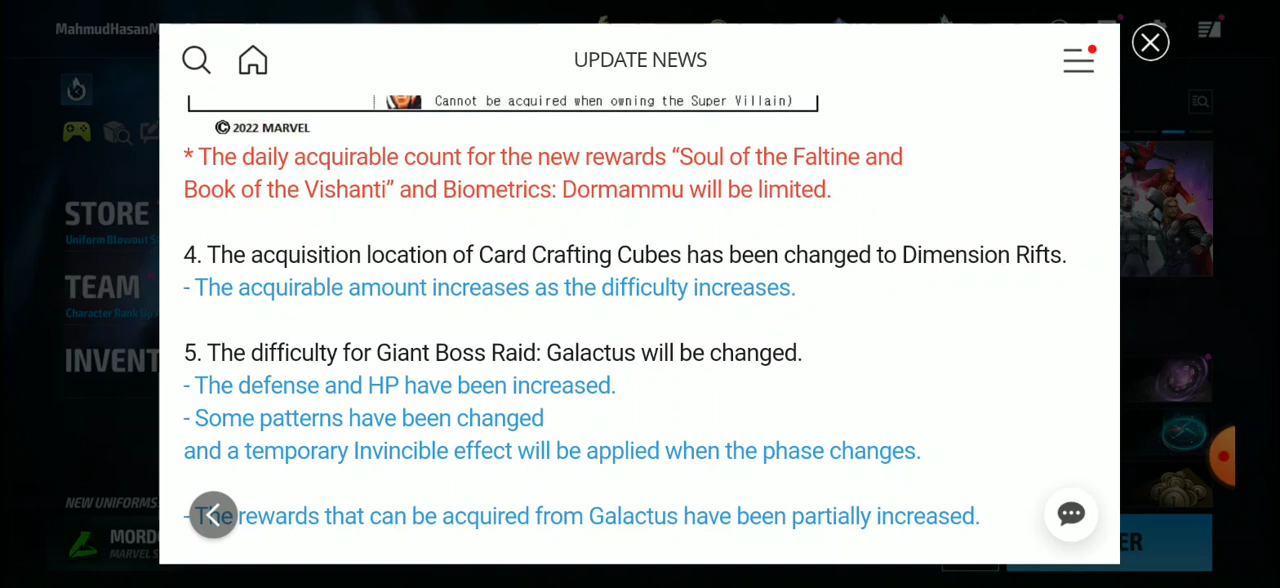 MahmudHasanM
UPDATE NEWS
Cannot be acquired when owning the Super Villain)
© 2022 MARVEL
* The daily acquirable count for the new rewards “Soul of the Faltine and
Book of the Vishanti” and Biometrics: Dormammu will be limited.
4. The acquisition location of Card Crafting Cubes has been changed to Dimension Rifts.
- The acquirable amount increases as the difficulty increases.
5. The difficulty for Giant Boss Raid: Galactus will be changed.
- The defense and HP have been increased.
- Some patterns have been changed
and a temporary Invincible effect will be applied when the phase changes.
- The rewards that can be acquired from Galactus have been partially increased.
STORE
Uniform Blowout S
TEAM
Character Rank Up
INVENT
NEW UNIFORMS
MORD
MARVEL S
ER